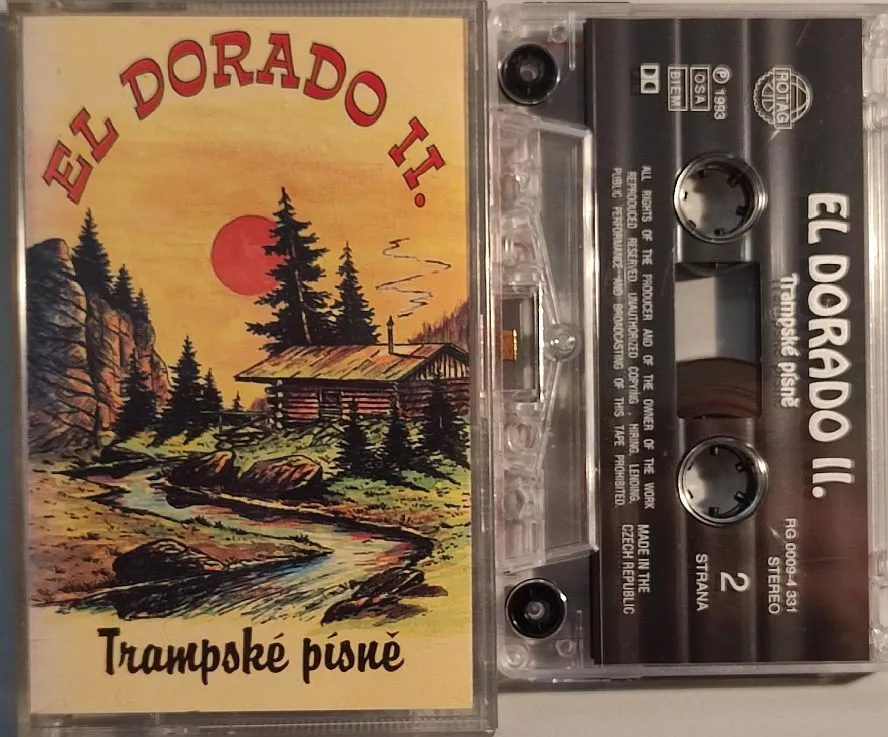 EL DORADO II.
Trampské písně
ROTAG
℗ 1993
OSA
BIEM
EL DORADO II.
Trampské písně
ALL RIGHTS OF THE PRODUCER AND OF THE OWNER OF THE WORK
REPRODUCED RESERVED UNAUTHORIZED COPYING, HIRING, LENDING,
PUBLIC PERFORMANCE AND BROADCASTING OF THIS TAPE PROHIBITED.
MADE IN THE
CZECH REPUBLIC
RG 0009-4 331
STEREO
2
STRANA